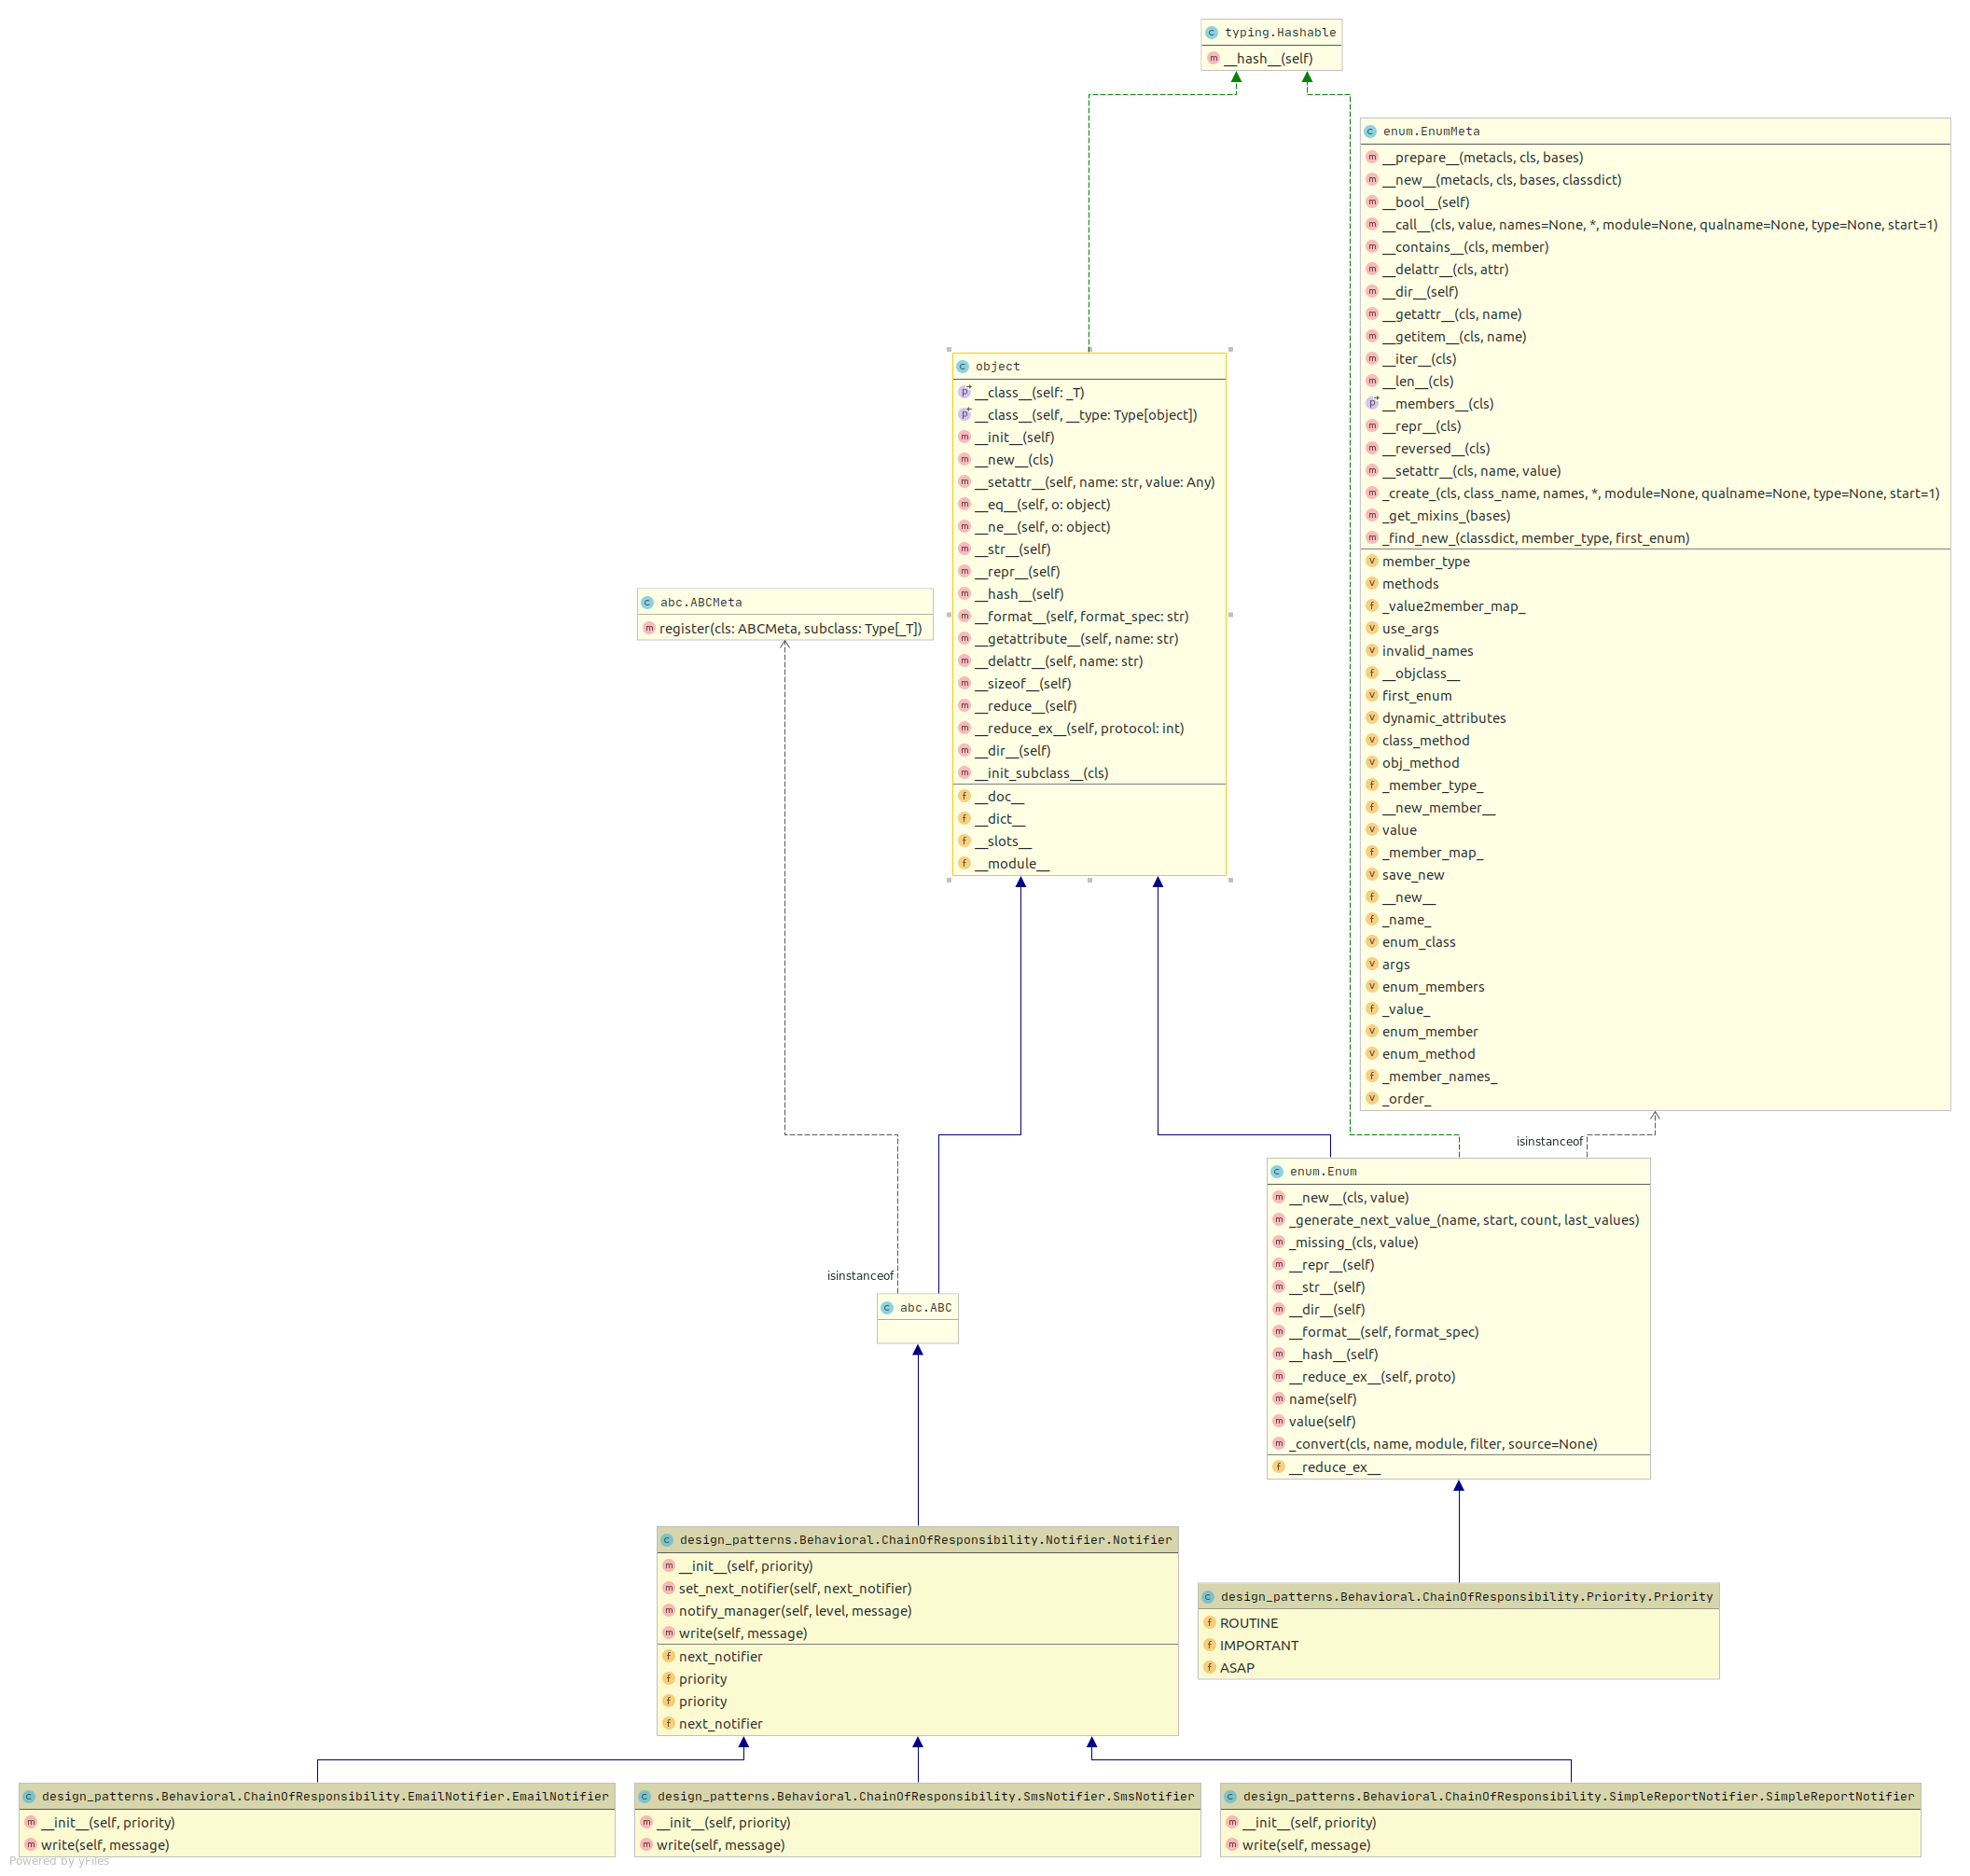 typing.Hashable
__hash__(self)
enum.EnumMeta
__prepare__(metacls, cls, bases)
__new__(metacls, cls, bases, classdict)
__bool__(self)
__call__(cls, value, names=None, *, module=None, qualname=None, type=None, start=1)
__contains__(cls, member)
__delattr__(cls, attr)
__dir__(self)
__getattr__(cls, name)
__getitem__(cls, name)
__iter__(cls)
__len__(cls)
__members__(cls)
__repr__(cls)
__reversed__(cls)
__setattr__(cls, name, value)
_create_(cls, class_name, names, *, module=None, qualname=None, type=None, start=1)
_get_mixins_(bases)
_find_new_(classdict, member_type, first_enum)
member_type
methods
_value2member_map_
use_args
invalid_names
__objclass__
first_enum
dynamic_attributes
class_method
obj_method
_member_type_
__new_member__
value
_member_map_
save_new
__new__
_name_
enum_class
args
enum_members
_value_
enum_member
enum_method
_member_names_
_order_
object
__class__(self: _T)
__class__(self, __type: Type[object])
__init__(self)
__new__(cls)
__setattr__(self, name: str, value: Any)
__eq__(self, o: object)
__ne__(self, o: object)
__str__(self)
__repr__(self)
__hash__(self)
__format__(self, format_spec: str)
__getattribute__(self, name: str)
__delattr__(self, name: str)
__sizeof__(self)
__reduce__(self)
__reduce_ex__(self, protocol: int)
__dir__(self)
__init_subclass__(cls)
__doc__
__dict__
__slots__
__module__
abc.ABCMeta
register(cls: ABCMeta, subclass: Type[_T])
isinstanceof
enum.Enum
__new__(cls, value)
_generate_next_value_(name, start, count, last_values)
_missing_(cls, value)
__repr__(self)
__str__(self)
__dir__(self)
__format__(self, format_spec)
__hash__(self)
__reduce_ex__(self, proto)
name(self)
value(self)
_convert(cls, name, module, filter, source=None)
__reduce_ex__
isinstanceof
abc.ABC
design_patterns.Behavioral.ChainOfResponsibility.Notifier.Notifier
__init__(self, priority)
set_next_notifier(self, next_notifier)
notify_manager(self, level, message)
write(self, message)
next_notifier
priority
priority
next_notifier
design_patterns.Behavioral.ChainOfResponsibility.Priority.Priority
ROUTINE
IMPORTANT
ASAP
design_patterns.Behavioral.ChainOfResponsibility.EmailNotifier.EmailNotifier
__init__(self, priority)
write(self, message)
design_patterns.Behavioral.ChainOfResponsibility.SmsNotifier.SmsNotifier
__init__(self, priority)
write(self, message)
design_patterns.Behavioral.ChainOfResponsibility.SimpleReportNotifier.SimpleReportNotifier
__init__(self, priority)
write(self, message)
Powered by yFiles